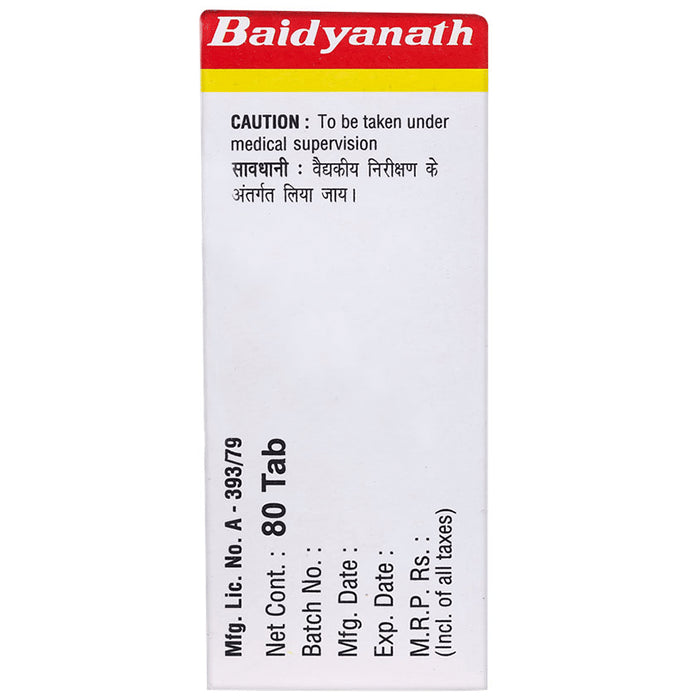 Baidyanath
CAUTION : To be taken under
medical supervision
सावधानी : वैद्यकीय निरीक्षण के
अंतर्गत लिया जाय।
Mfg. Lic. No. A - 393/79
Net Cont. : 80 Tab
Batch No. :
Mfg. Date :
Exp. Date :
M.R.P. Rs. :
(Incl. of all taxes)